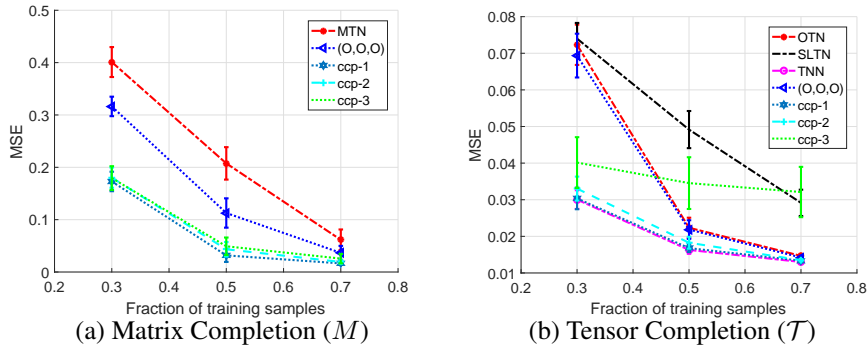 0.5
0.4
0.3
0.2
0.1
0
MSE
0.2 0.3 0.4 0.5 0.6 0.7 0.8
Fraction of training samples
MTN
(O,O,O)
ccp-1
ccp-2
ccp-3
(a) Matrix Completion (M)
0.08
0.07
0.06
0.05
0.04
0.03
0.02
0.01
MSE
0.2 0.3 0.4 0.5 0.6 0.7 0.8
Fraction of training samples
OTN
SLTN
TNN
(O,O,O)
ccp-1
ccp-2
ccp-3
(b) Tensor Completion (𝒯)